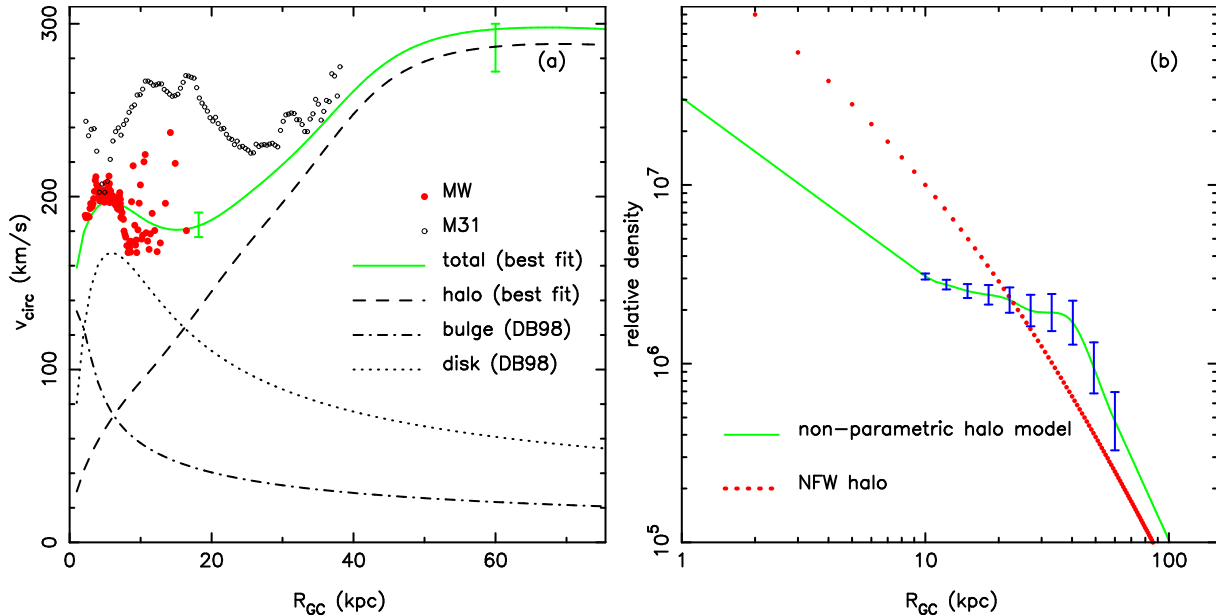 300
200
100
0
v_circ (km/s)
(a)
MW
M31
total (best fit)
halo (best fit)
bulge (DB98)
disk (DB98)
0 20 40 60
R_GC (kpc)
10^7
10^6
10^5
relative density
(b)
non-parametric halo model
NFW halo
1 10 100
R_GC (kpc)